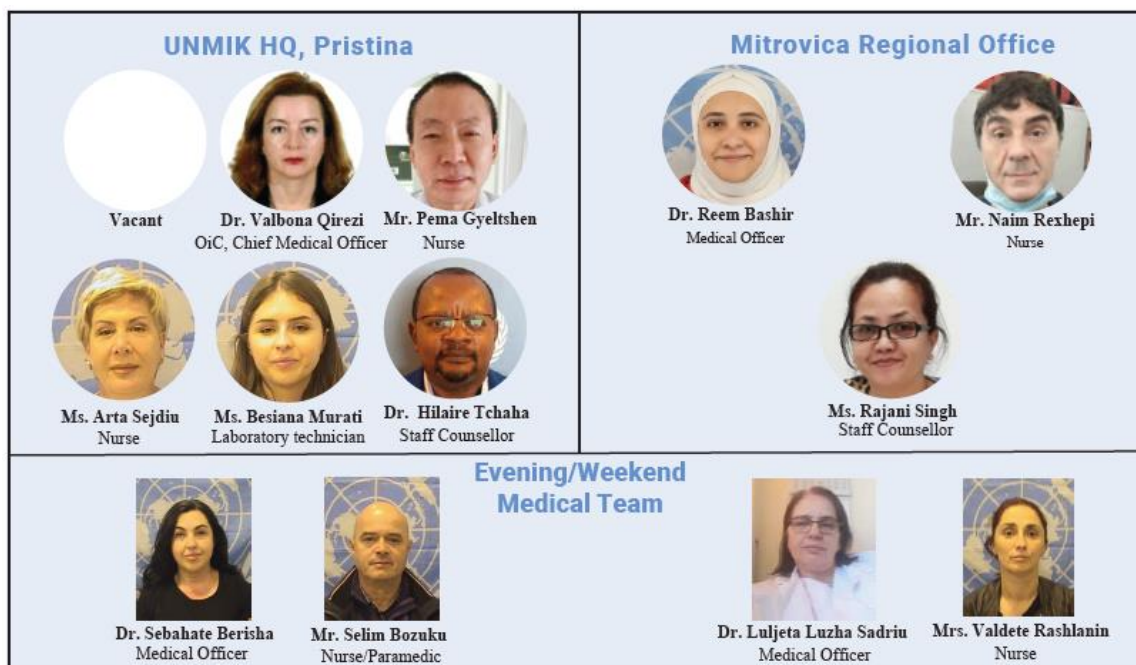 UNMIK HQ, Pristina
Vacant
Dr. Valbona Qirezi
OiC, Chief Medical Officer
Mr. Pema Gyeltshen
Nurse
Ms. Arta Sejdiu
Nurse
Ms. Besiana Murati
Laboratory technician
Dr. Hilaire Tchaha
Staff Counsellor
Mitrovica Regional Office
Dr. Reem Bashir
Medical Officer
Mr. Naim Rexhepi
Nurse
Ms. Rajani Singh
Staff Counsellor
Evening/Weekend
Medical Team
Dr. Sebahate Berisha
Medical Officer
Mr. Selim Bozuku
Nurse/Paramedic
Dr. Luljeta Luzha Sadriu
Medical Officer
Mrs. Valdete Rashlanin
Nurse